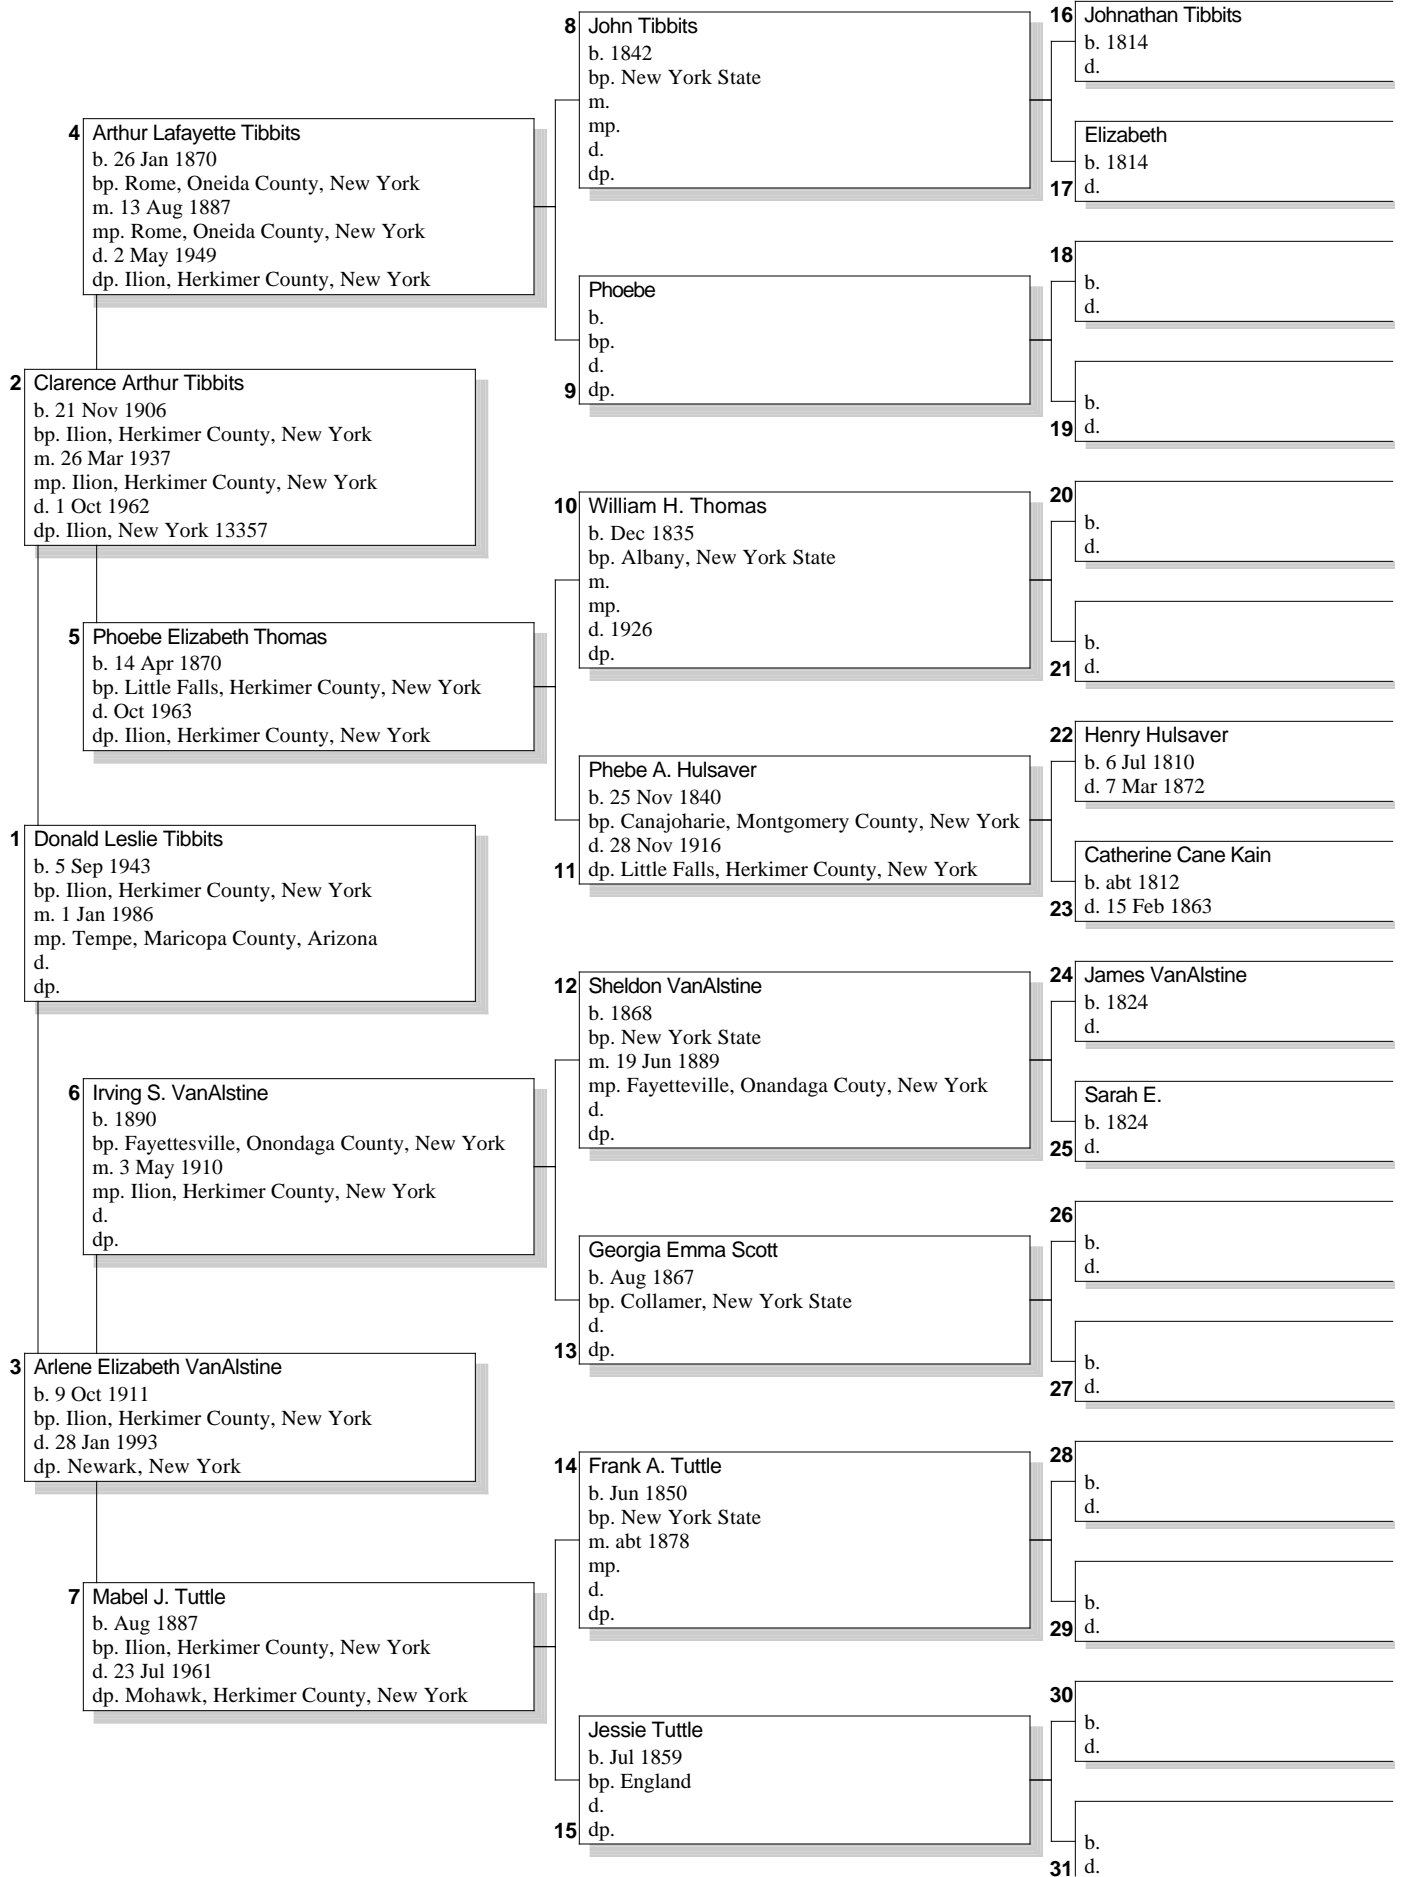 8 John Tibbits
b. 1842
bp. New York State
m.
mp.
d.
dp.
16 Johnathan Tibbits
b. 1814
d.
Elizabeth
b. 1814
17 d.
4 Arthur Lafayette Tibbits
b. 26 Jan 1870
bp. Rome, Oneida County, New York
m. 13 Aug 1887
mp. Rome, Oneida County, New York
d. 2 May 1949
dp. Ilion, Herkimer County, New York
Phoebe
b.
bp.
d.
9 dp.
18
b.
d.
b.
19 d.
2 Clarence Arthur Tibbits
b. 21 Nov 1906
bp. Ilion, Herkimer County, New York
m. 26 Mar 1937
mp. Ilion, Herkimer County, New York
d. 1 Oct 1962
dp. Ilion, New York 13357
10 William H. Thomas
b. Dec 1835
bp. Albany, New York State
m.
mp.
d. 1926
dp.
20
b.
d.
b.
21 d.
5 Phoebe Elizabeth Thomas
b. 14 Apr 1870
bp. Little Falls, Herkimer County, New York
d. Oct 1963
dp. Ilion, Herkimer County, New York
Phebe A. Hulsaver
b. 25 Nov 1840
bp. Canajoharie, Montgomery County, New York
d. 28 Nov 1916
11 dp. Little Falls, Herkimer County, New York
22 Henry Hulsaver
b. 6 Jul 1810
d. 7 Mar 1872
Catherine Cane Kain
b. abt 1812
23 d. 15 Feb 1863
1 Donald Leslie Tibbits
b. 5 Sep 1943
bp. Ilion, Herkimer County, New York
m. 1 Jan 1986
mp. Tempe, Maricopa County, Arizona
d.
dp.
12 Sheldon VanAlstine
b. 1868
bp. New York State
m. 19 Jun 1889
mp. Fayetteville, Onandaga Couty, New York
d.
dp.
24 James VanAlstine
b. 1824
d.
Sarah E.
b. 1824
25 d.
6 Irving S. VanAlstine
b. 1890
bp. Fayettesville, Onondaga County, New York
m. 3 May 1910
mp. Ilion, Herkimer County, New York
d.
dp.
Georgia Emma Scott
b. Aug 1867
bp. Collamer, New York State
d.
13 dp.
26
b.
d.
b.
27 d.
3 Arlene Elizabeth VanAlstine
b. 9 Oct 1911
bp. Ilion, Herkimer County, New York
d. 28 Jan 1993
dp. Newark, New York
14 Frank A. Tuttle
b. Jun 1850
bp. New York State
m. abt 1878
mp.
d.
dp.
28
b.
d.
b.
29 d.
7 Mabel J. Tuttle
b. Aug 1887
bp. Ilion, Herkimer County, New York
d. 23 Jul 1961
dp. Mohawk, Herkimer County, New York
Jessie Tuttle
b. Jul 1859
bp. England
d.
15 dp.
30
b.
d.
b.
31 d.